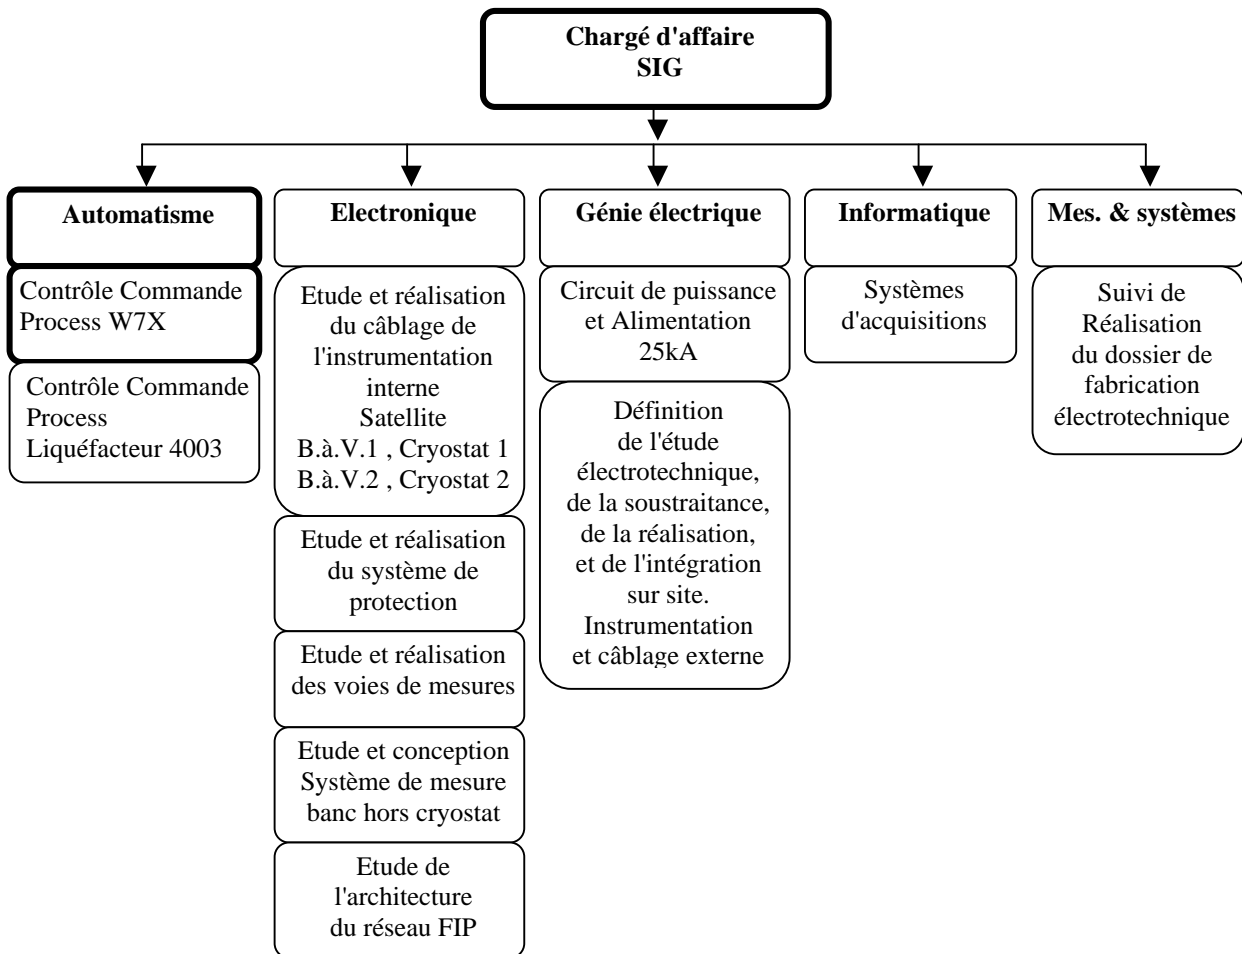 Chargé d'affaire
SIG
Automatisme
Contrôle Commande
Process W7X
Contrôle Commande
Process
Liquéfacteur 4003
Electronique
Etude et réalisation
du câblage de
l'instrumentation
interne
Satellite
B.à.V.1 , Cryostat 1
B.à.V.2 , Cryostat 2
Etude et réalisation
du système de
protection
Etude et réalisation
des voies de mesures
Etude et conception
Système de mesure
banc hors cryostat
Etude de
l'architecture
du réseau FIP
Génie électrique
Circuit de puissance
et Alimentation
25kA
Définition
de l'étude
électrotechnique,
de la soustraitance,
de la réalisation,
et de l'intégration
sur site.
Instrumentation
et câblage externe
Informatique
Systèmes
d'acquisitions
Mes. & systèmes
Suivi de
Réalisation
du dossier de
fabrication
électrotechnique